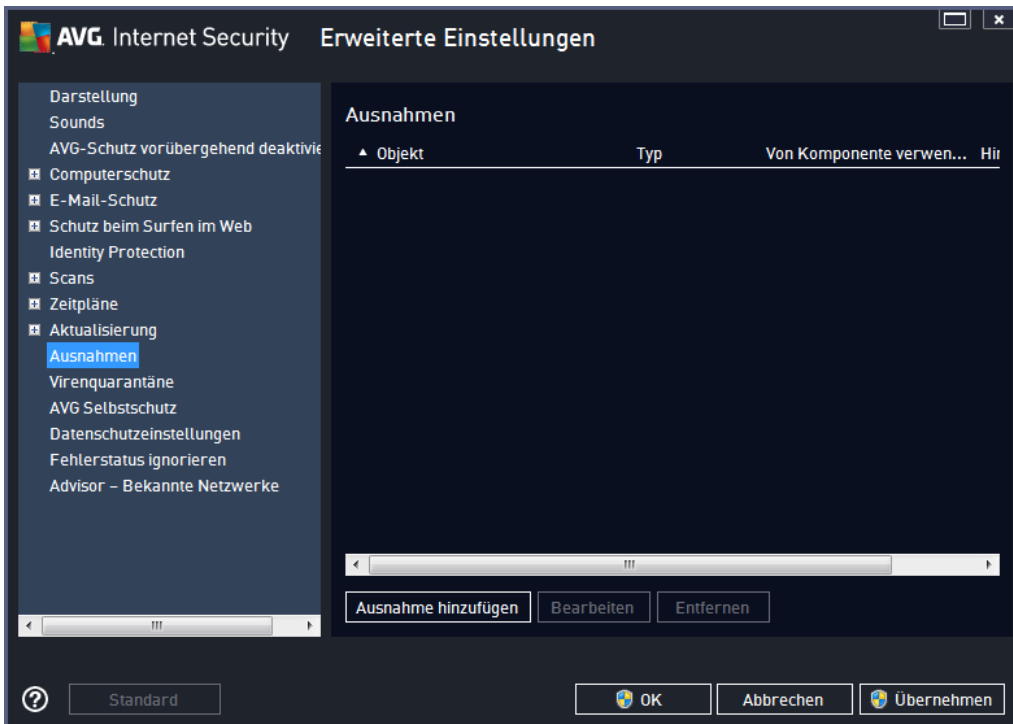 AVG. Internet Security Erweiterte Einstellungen
Darstellung
Sounds
AVG-Schutz vorübergehend deaktivie
Computerschutz
E-Mail-Schutz
Schutz beim Surfen im Web
Identity Protection
Scans
Zeitpläne
Aktualisierung
Ausnahmen
Virenquarantäne
AVG Selbstschutz
Datenschutzeinstellungen
Fehlerstatus ignorieren
Advisor – Bekannte Netzwerke
Ausnahmen
Objekt Typ Von Komponente verwen... Hin
Ausnahme hinzufügen Bearbeiten Entfernen
Standard OK Abbrechen Übernehmen